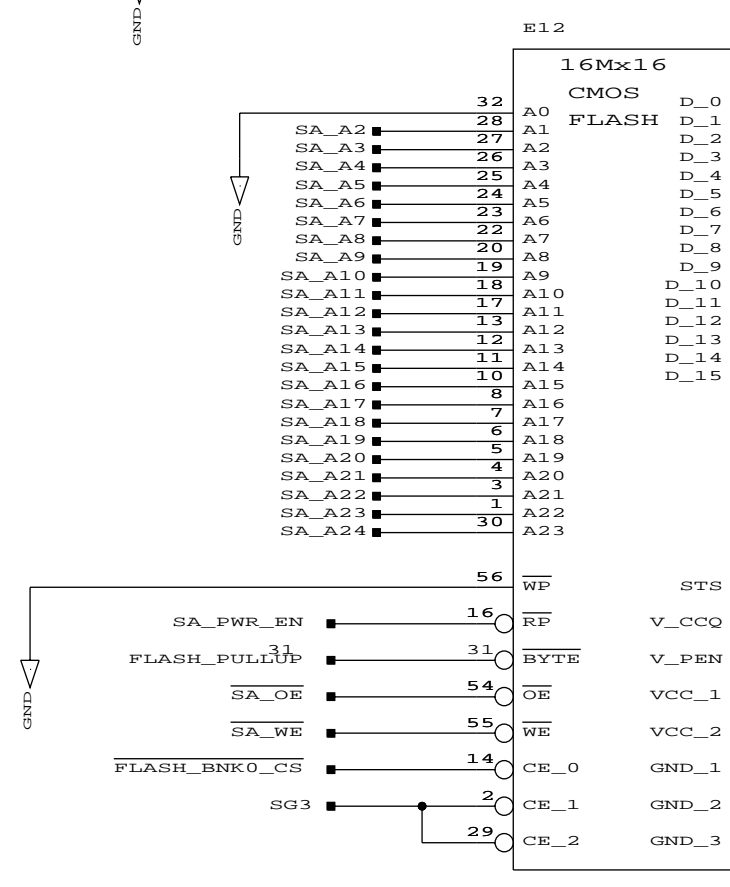 GND
E12
16Mx16
CMOS
FLASH
32 A0 D_0
SA_A2 28 A1 D_1
SA_A3 27 A2 D_2
SA_A4 26 A3 D_3
SA_A5 25 A4 D_4
SA_A6 24 A5 D_5
SA_A7 23 A6 D_6
SA_A8 22 A7 D_7
SA_A9 20 A8 D_8
SA_A10 19 A9 D_9
SA_A11 18 A10 D_10
SA_A12 17 A11 D_11
SA_A13 13 A12 D_12
SA_A14 12 A13 D_13
SA_A15 11 A14 D_14
SA_A16 10 A15 D_15
SA_A17 8 A16
SA_A18 7 A17
SA_A19 6 A18
SA_A20 5 A19
SA_A21 4 A20
SA_A22 3 A21
SA_A23 1 A22
SA_A24 30 A23
GND
56 WP STS
SA_PWR_EN 16 RP V_CCQ
31
FLASH_PULLUP 31 BYTE V_PEN
SA_OE 54 OE VCC_1
GND
SA_WE 55 WE VCC_2
FLASH_BNK0_CS 14 CE_0 GND_1
SG3 2 CE_1 GND_2
29 CE_2 GND_3